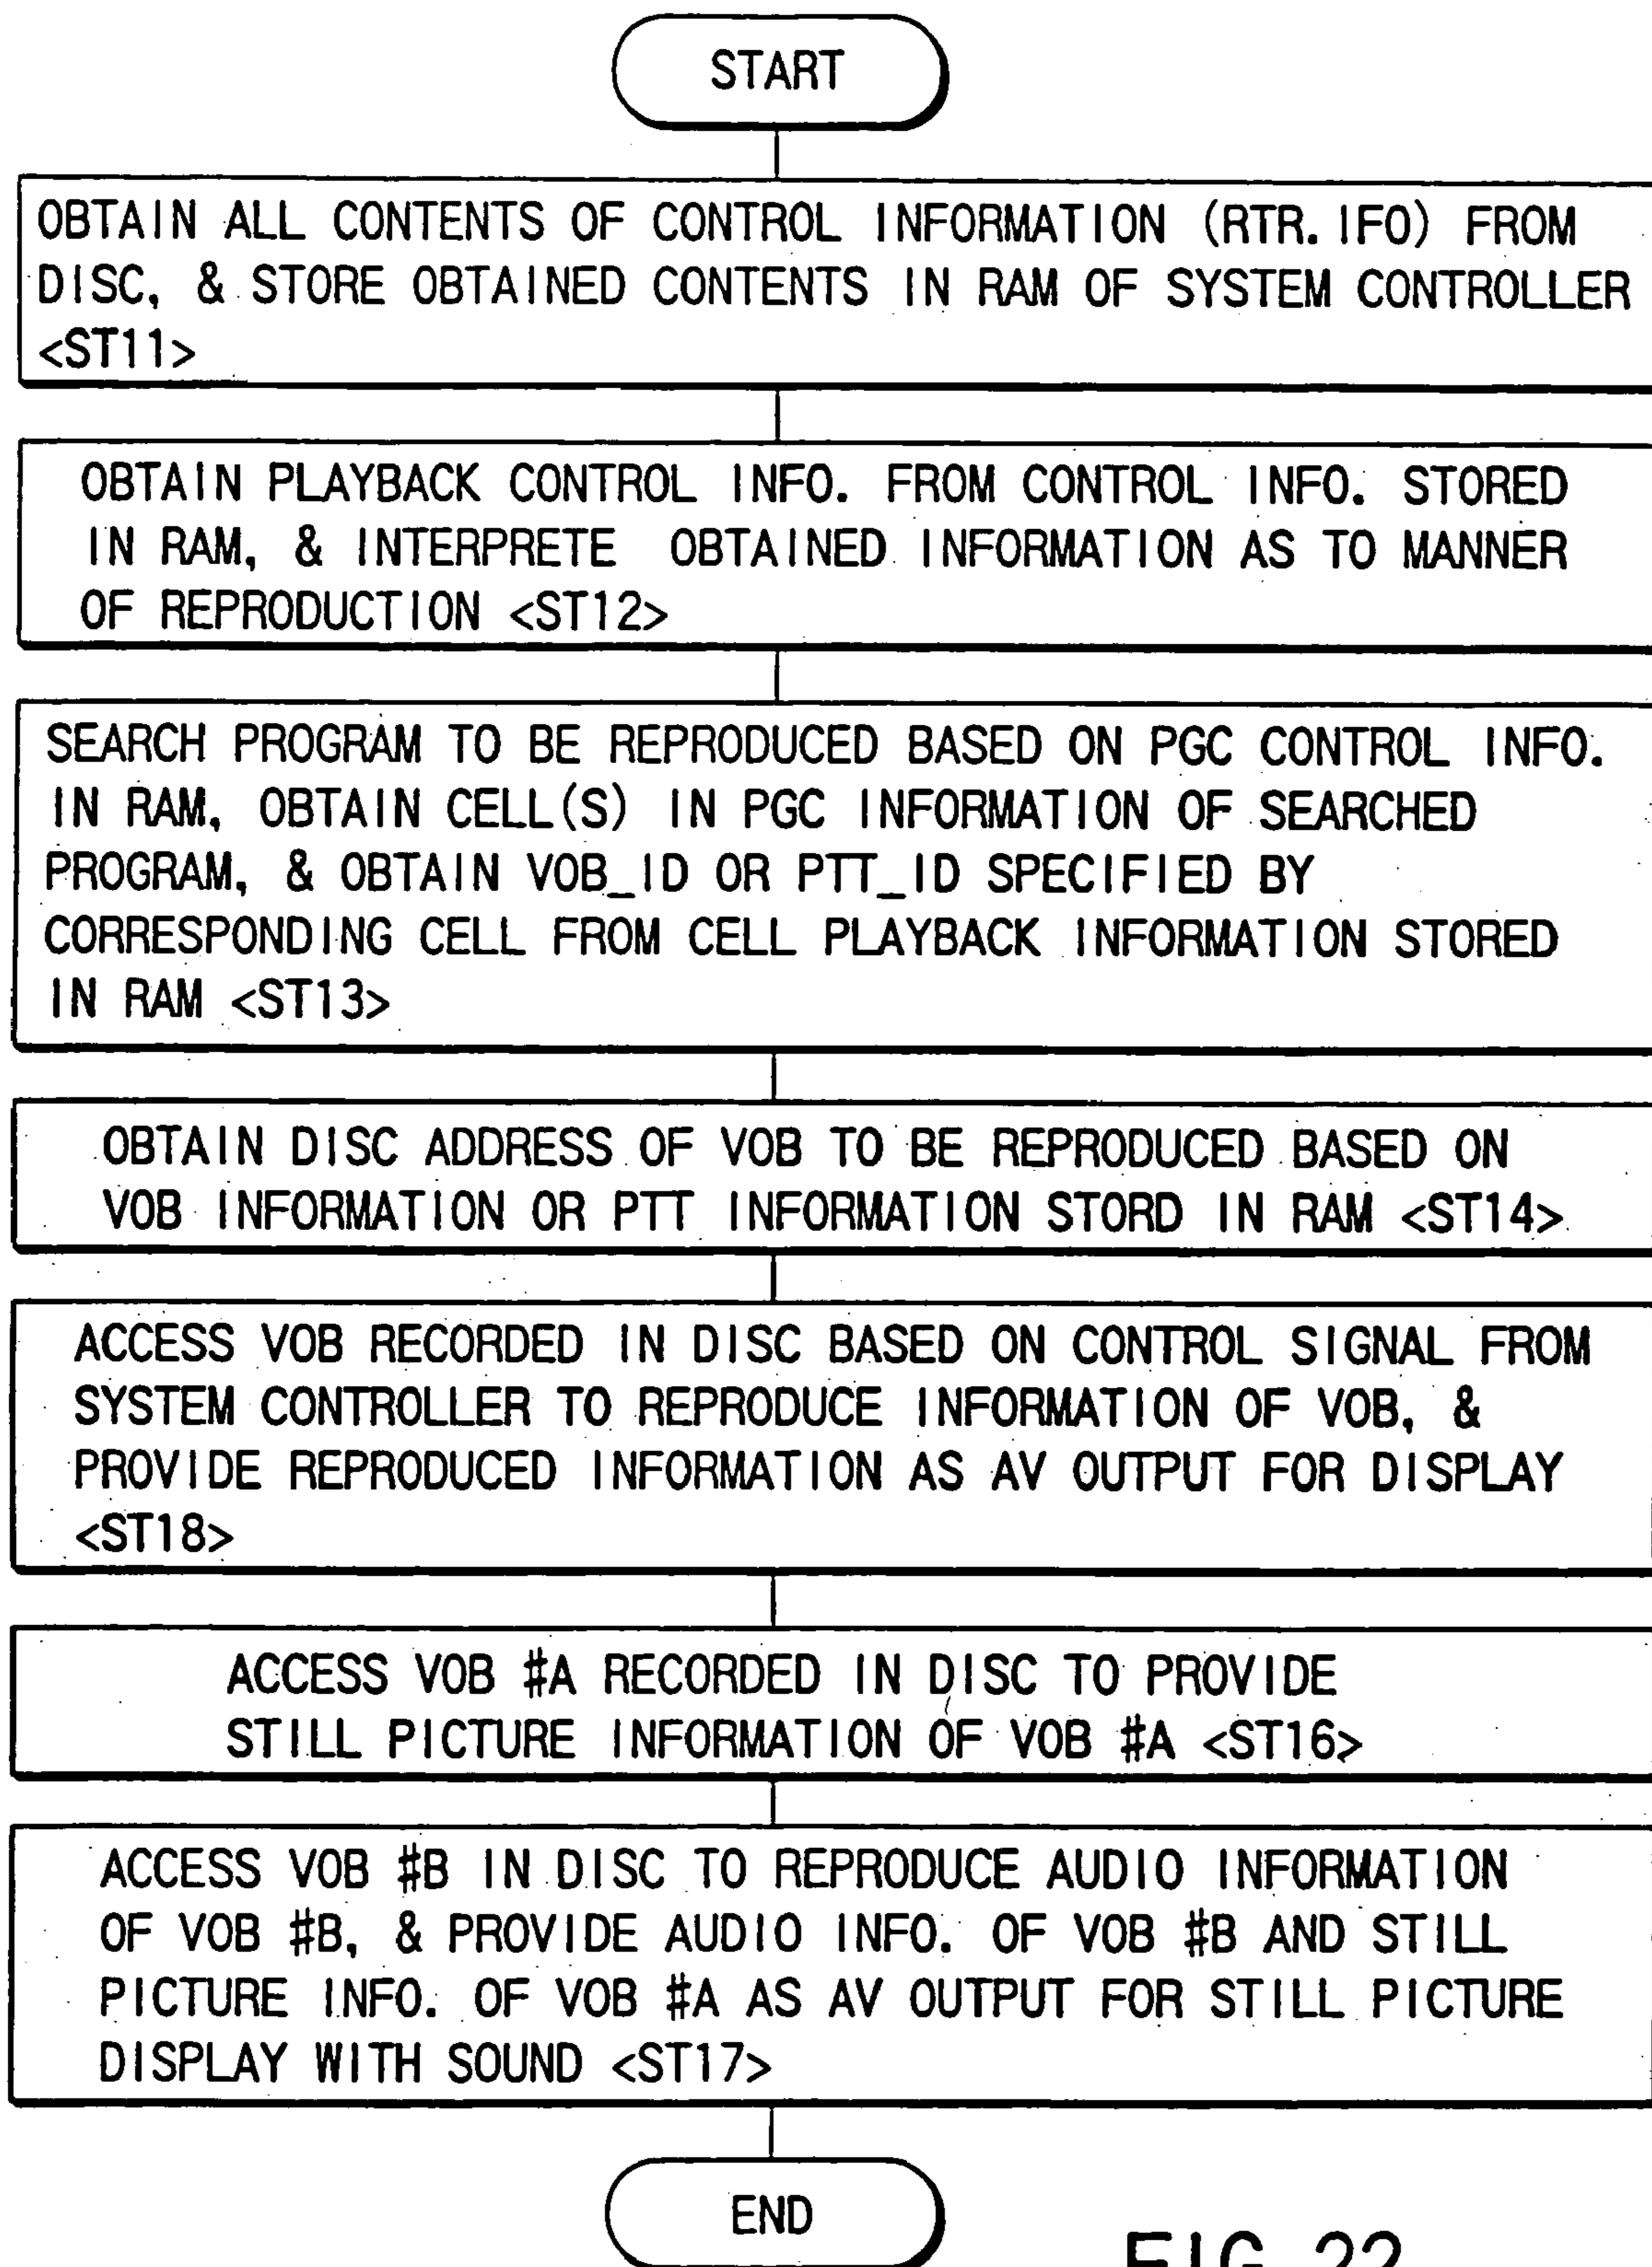 START
OBTAIN ALL CONTENTS OF CONTROL INFORMATION (RTR.IFO) FROM
DISC, & STORE OBTAINED CONTENTS IN RAM OF SYSTEM CONTROLLER
<ST11>
OBTAIN PLAYBACK CONTROL INFO. FROM CONTROL INFO. STORED
IN RAM, & INTERPRETE OBTAINED INFORMATION AS TO MANNER
OF REPRODUCTION <ST12>
SEARCH PROGRAM TO BE REPRODUCED BASED ON PGC CONTROL INFO.
IN RAM, OBTAIN CELL(S) IN PGC INFORMATION OF SEARCHED
PROGRAM, & OBTAIN VOB_ID OR PTT_ID SPECIFIED BY
CORRESPONDING CELL FROM CELL PLAYBACK INFORMATION STORED
IN RAM <ST13>
OBTAIN DISC ADDRESS OF VOB TO BE REPRODUCED BASED ON
VOB INFORMATION OR PTT INFORMATION STORD IN RAM <ST14>
ACCESS VOB RECORDED IN DISC BASED ON CONTROL SIGNAL FROM
SYSTEM CONTROLLER TO REPRODUCE INFORMATION OF VOB, &
PROVIDE REPRODUCED INFORMATION AS AV OUTPUT FOR DISPLAY
<ST18>
ACCESS VOB #A RECORDED IN DISC TO PROVIDE
STILL PICTURE INFORMATION OF VOB #A <ST16>
ACCESS VOB #B IN DISC TO REPRODUCE AUDIO INFORMATION
OF VOB #B, & PROVIDE AUDIO INFO. OF VOB #B AND STILL
PICTURE INFO. OF VOB #A AS AV OUTPUT FOR STILL PICTURE
DISPLAY WITH SOUND <ST17>
END
FIG. 22